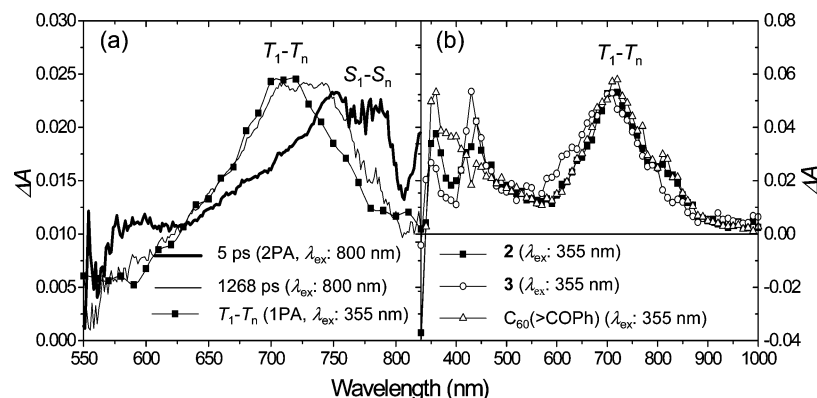 (a)
T1-Tn
S1-Sn
(b)
T1-Tn
0.030
0.025
0.020
0.015
0.010
0.005
0.000
ΔA
5 ps (2PA, λex: 800 nm)
1268 ps (λex: 800 nm)
T1-Tn (1PA, λex: 355 nm)
2 (λex: 355 nm)
3 (λex: 355 nm)
C60(>COPh) (λex: 355 nm)
0.08
0.06
0.04
0.02
0.00
-0.02
-0.04
ΔA
550 600 650 700 750 800
400 500 600 700 800 900 1000
Wavelength (nm)